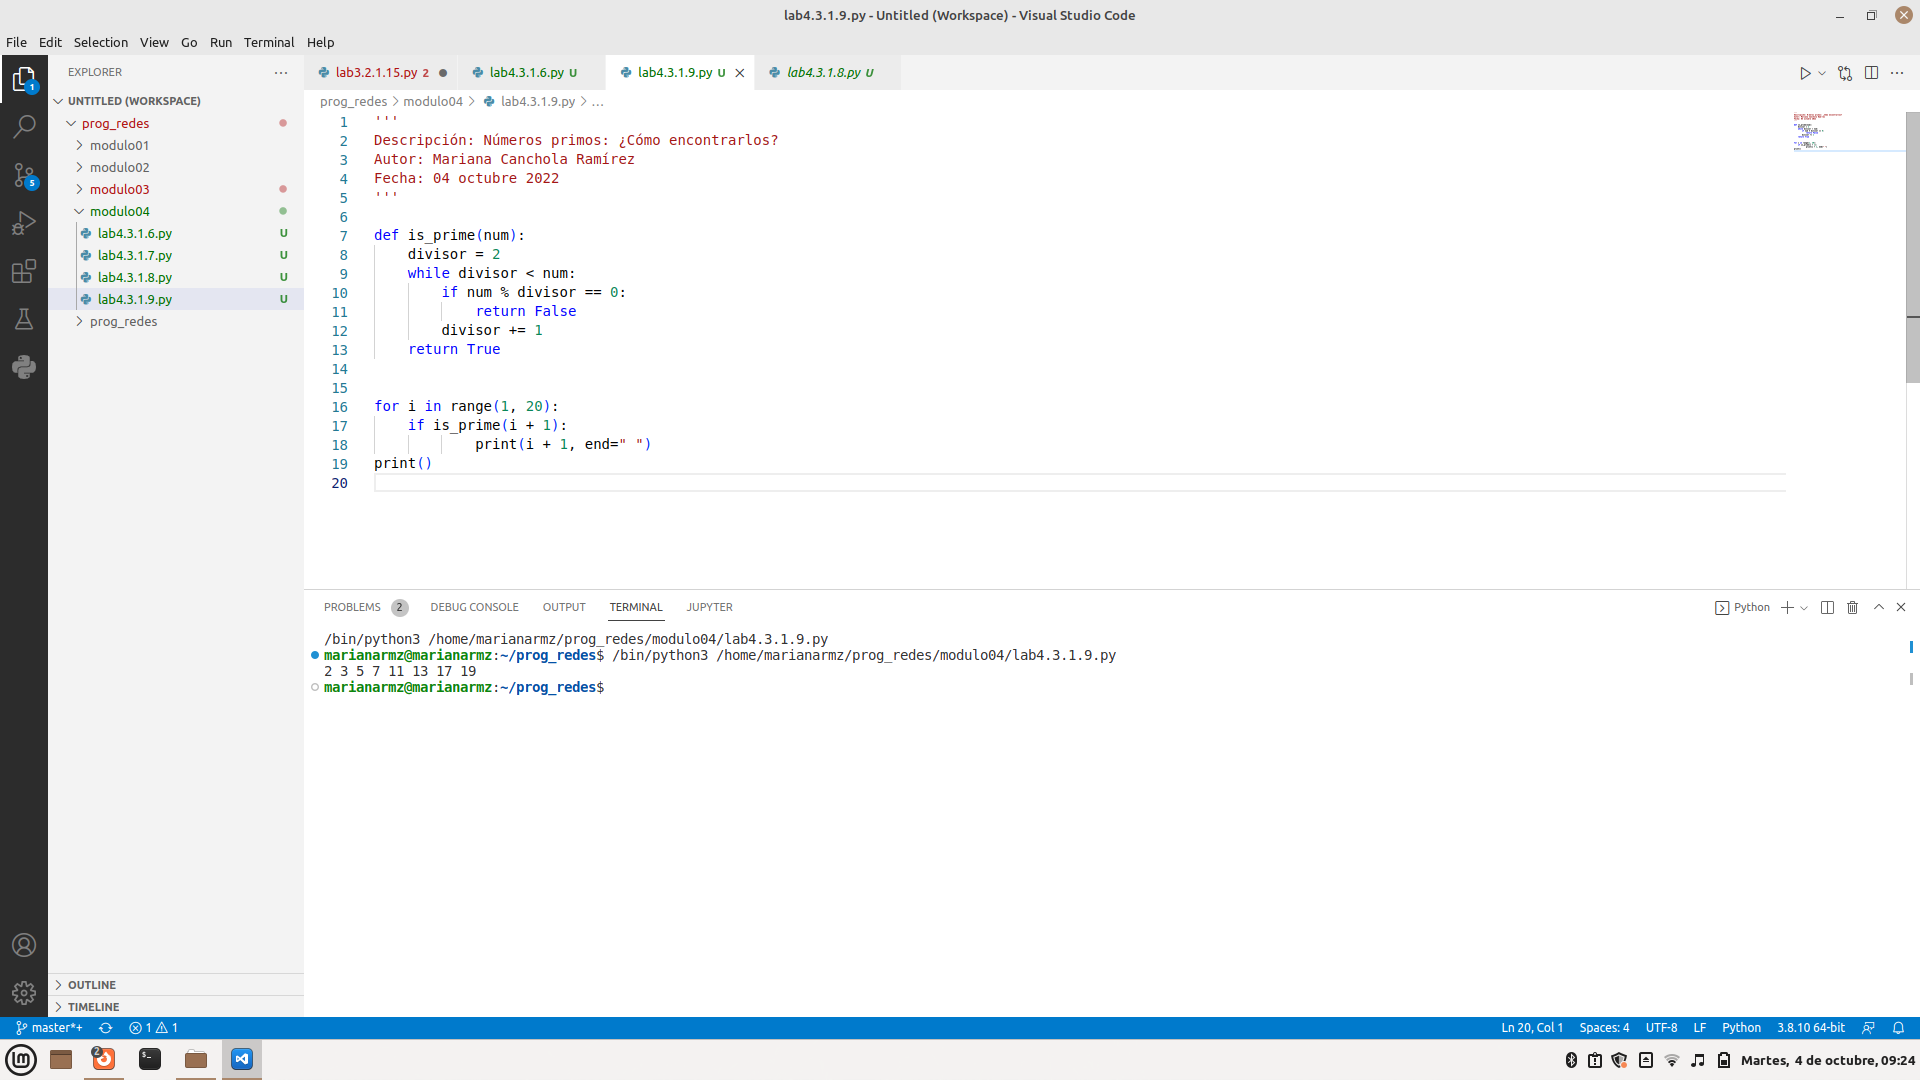 lab4.3.1.9.py - Untitled (Workspace) - Visual Studio Code
File Edit Selection View Go Run Terminal Help
EXPLORER
lab3.2.1.15.py 2
lab4.3.1.6.py U
lab4.3.1.9.py U
lab4.3.1.8.py U
1
UNTITLED (WORKSPACE)
prog_redes
modulo01
modulo02
5
modulo03
modulo04
lab4.3.1.6.py U
lab4.3.1.7.py U
lab4.3.1.8.py U
lab4.3.1.9.py U
prog_redes
OUTLINE
TIMELINE
prog_redes > modulo04 > lab4.3.1.9.py > ...
1 '''
2 Descripción: Números primos: ¿Cómo encontrarlos?
3 Autor: Mariana Canchola Ramírez
4 Fecha: 04 octubre 2022
5 '''
6
7 def is_prime(num):
8 divisor = 2
9 while divisor < num:
10 if num % divisor == 0:
11 return False
12 divisor += 1
13 return True
14
15
16 for i in range(1, 20):
17 if is_prime(i + 1):
18 print(i + 1, end=" ")
19 print()
20
PROBLEMS 2 DEBUG CONSOLE OUTPUT TERMINAL JUPYTER
Python
/bin/python3 /home/marianarmz/prog_redes/modulo04/lab4.3.1.9.py
marianarmz@marianarmz:~/prog_redes$ /bin/python3 /home/marianarmz/prog_redes/modulo04/lab4.3.1.9.py
2 3 5 7 11 13 17 19
marianarmz@marianarmz:~/prog_redes$
master*+ 1 1
Ln 20, Col 1 Spaces: 4 UTF-8 LF Python 3.8.10 64-bit
2
Martes, 4 de octubre, 09:24